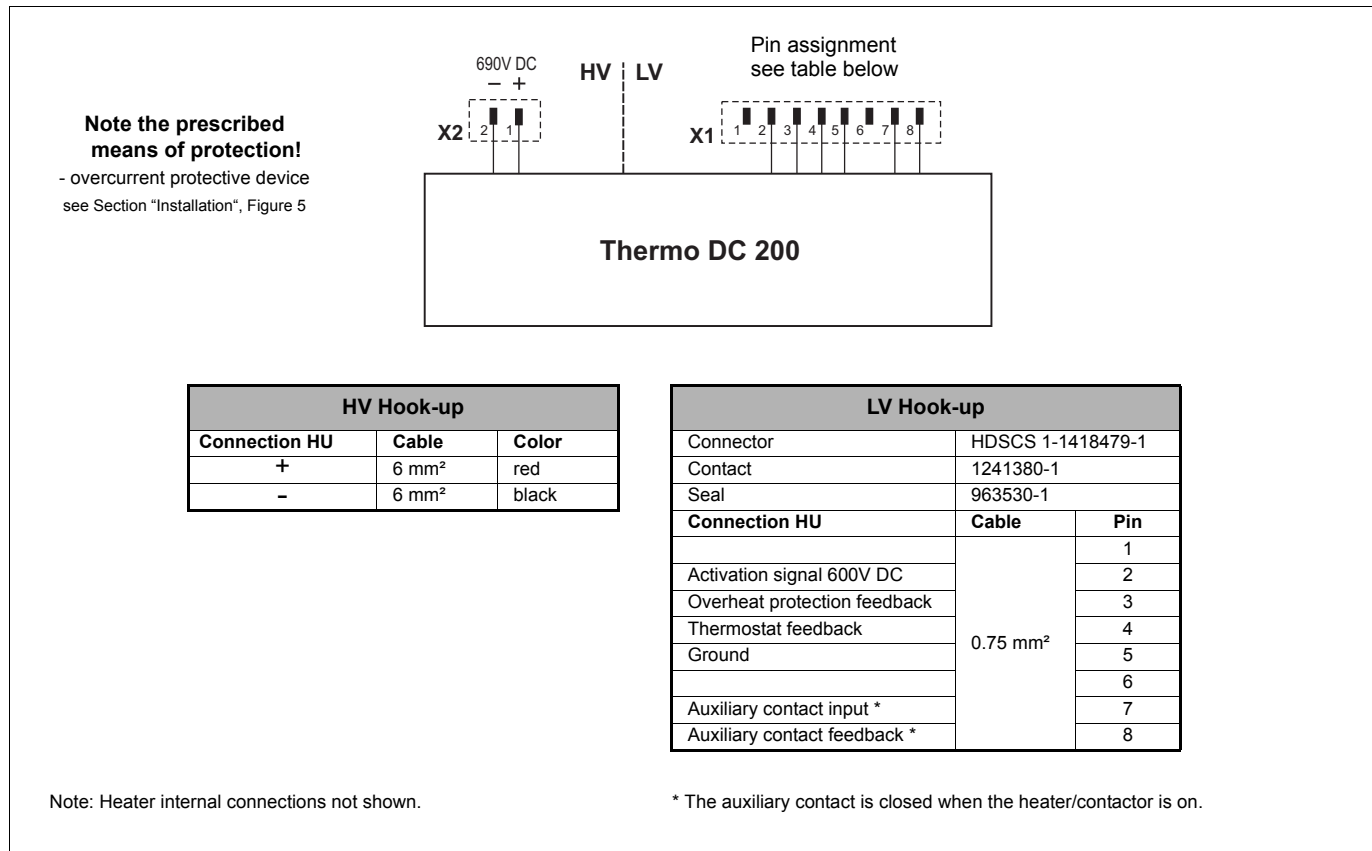 Note the prescribed
means of protection!
- overcurrent protective device
see Section “Installation“, Figure 5
690V DC
− +
HV LV
Pin assignment
see table below
X2 2 1
X1 1 2 3 4 5 6 7 8
Thermo DC 200
HV Hook-up
Connection HU Cable Color
+ 6 mm² red
- 6 mm² black
LV Hook-up
Connector HDSCS 1-1418479-1
Contact 1241380-1
Seal 963530-1
Connection HU Cable Pin
1
Activation signal 600V DC 2
Overheat protection feedback 3
Thermostat feedback 4
0.75 mm²
Ground 5
6
Auxiliary contact input * 7
Auxiliary contact feedback * 8
Note: Heater internal connections not shown.
* The auxiliary contact is closed when the heater/contactor is on.